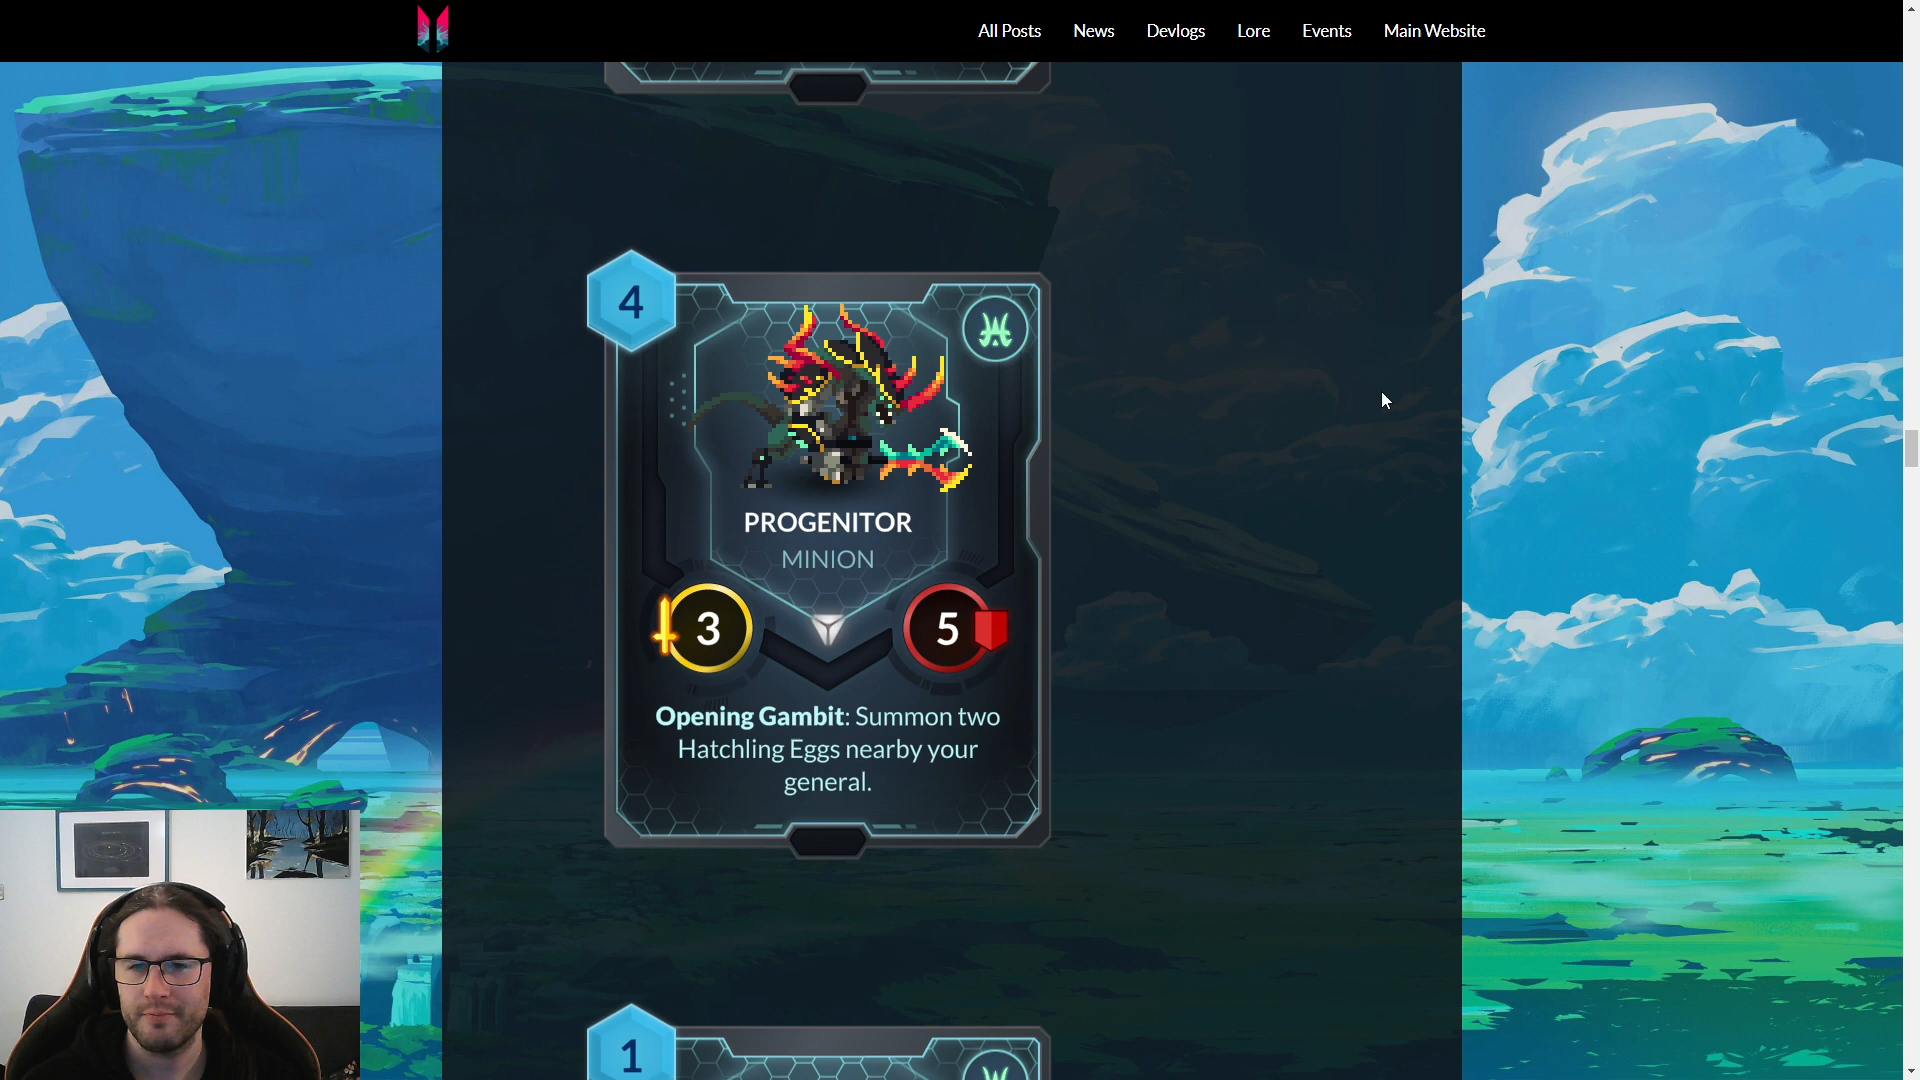 All Posts News Devlogs Lore Events Main Website
4
PROGENITOR
MINION
3 5
Opening Gambit: Summon two
Hatchling Eggs nearby your
general.
1